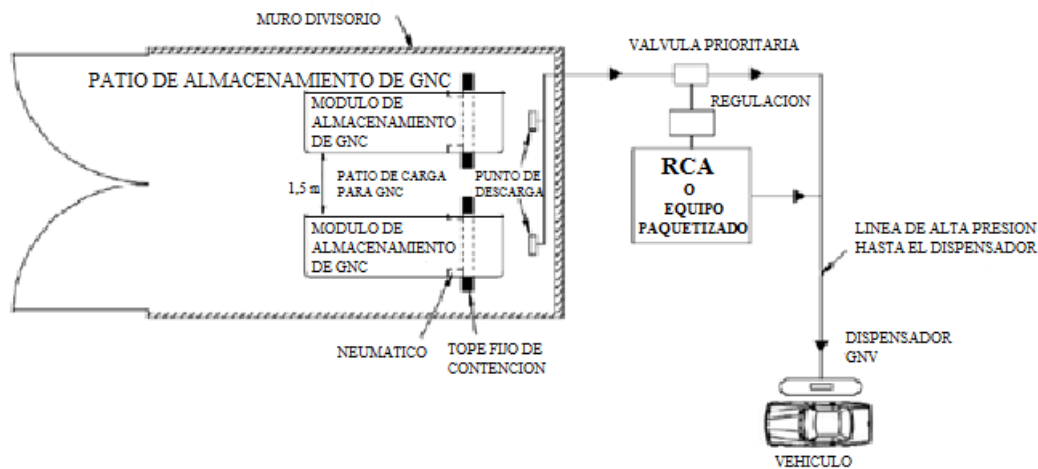 MURO DIVISORIO
PATIO DE ALMACENAMIENTO DE GNC
MODULO DE
ALMACENAMIENTO
DE GNC
1,5 m
PATIO DE CARGA
PARA GNC
PUNTO DE
DESCARGA
MODULO DE
ALMACENAMIENTO
DE GNC
NEUMATICO
TOPE FIJO DE
CONTENCION
VALVULA PRIORITARIA
REGULACION
RCA
O
EQUIPO
PAQUETIZADO
LINEA DE ALTA PRESION
HASTA EL DISPENSADOR
DISPENSADOR
GNV
VEHICULO